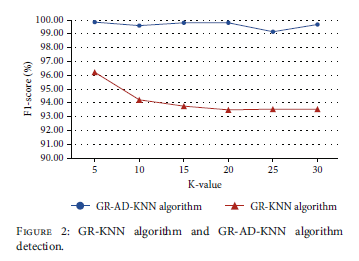 100.00
99.00
98.00
97.00
96.00
95.00
94.00
93.00
92.00
91.00
90.00
F1-score (%)
5 10 15 20 25 30
K-value
GR-AD-KNN algorithm GR-KNN algorithm
FIGURE 2: GR-KNN algorithm and GR-AD-KNN algorithm
detection.